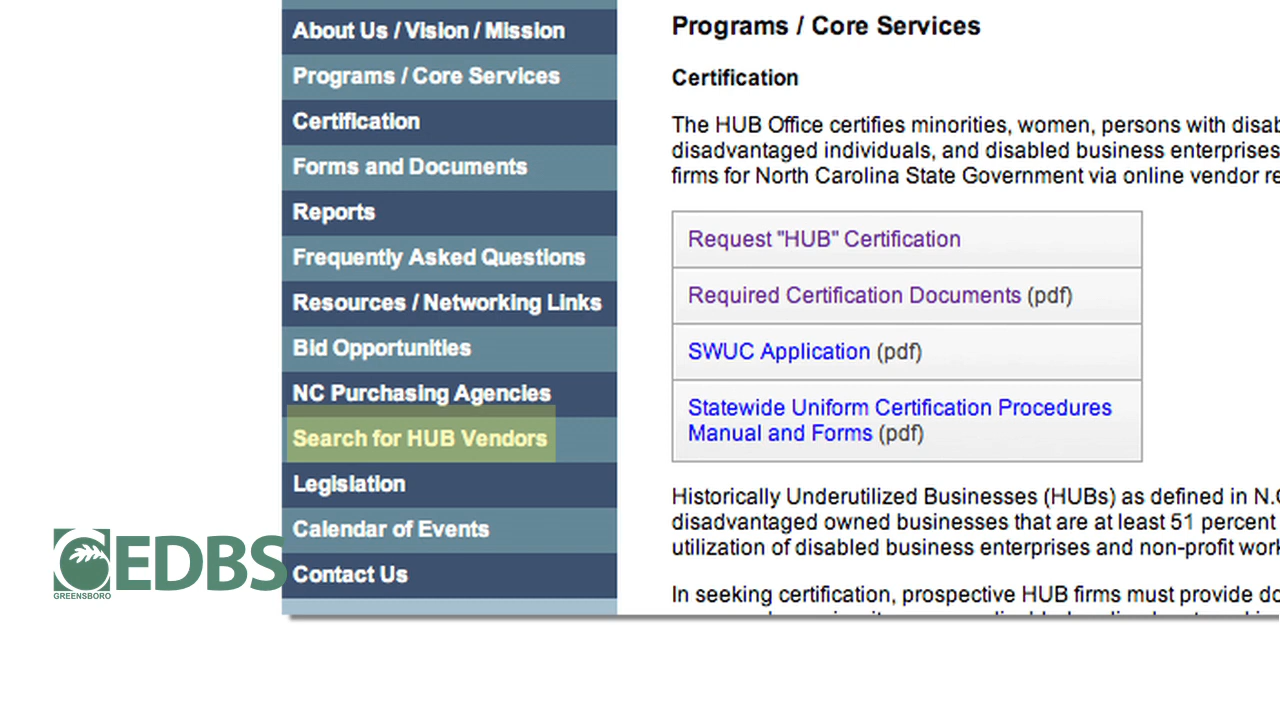 About Us / Vision / Mission
Programs / Core Services
Certification
Forms and Documents
Reports
Frequently Asked Questions
Resources / Networking Links
Bid Opportunities
NC Purchasing Agencies
Search for HUB Vendors
Legislation
Calendar of Events
Contact Us
Programs / Core Services
Certification
The HUB Office certifies minorities, women, persons with
disadvantaged individuals, and disabled business enterprises
firms for North Carolina State Government via online vendor
Request "HUB" Certification
Required Certification Documents (pdf)
SWUC Application (pdf)
Statewide Uniform Certification Procedures
Manual and Forms (pdf)
Historically Underutilized Businesses (HUBs) as defined in
disadvantaged owned businesses that are at least 51 percent
utilization of disabled business enterprises and non-profit
In seeking certification, prospective HUB firms must provide
EDBS
GREENSBORO